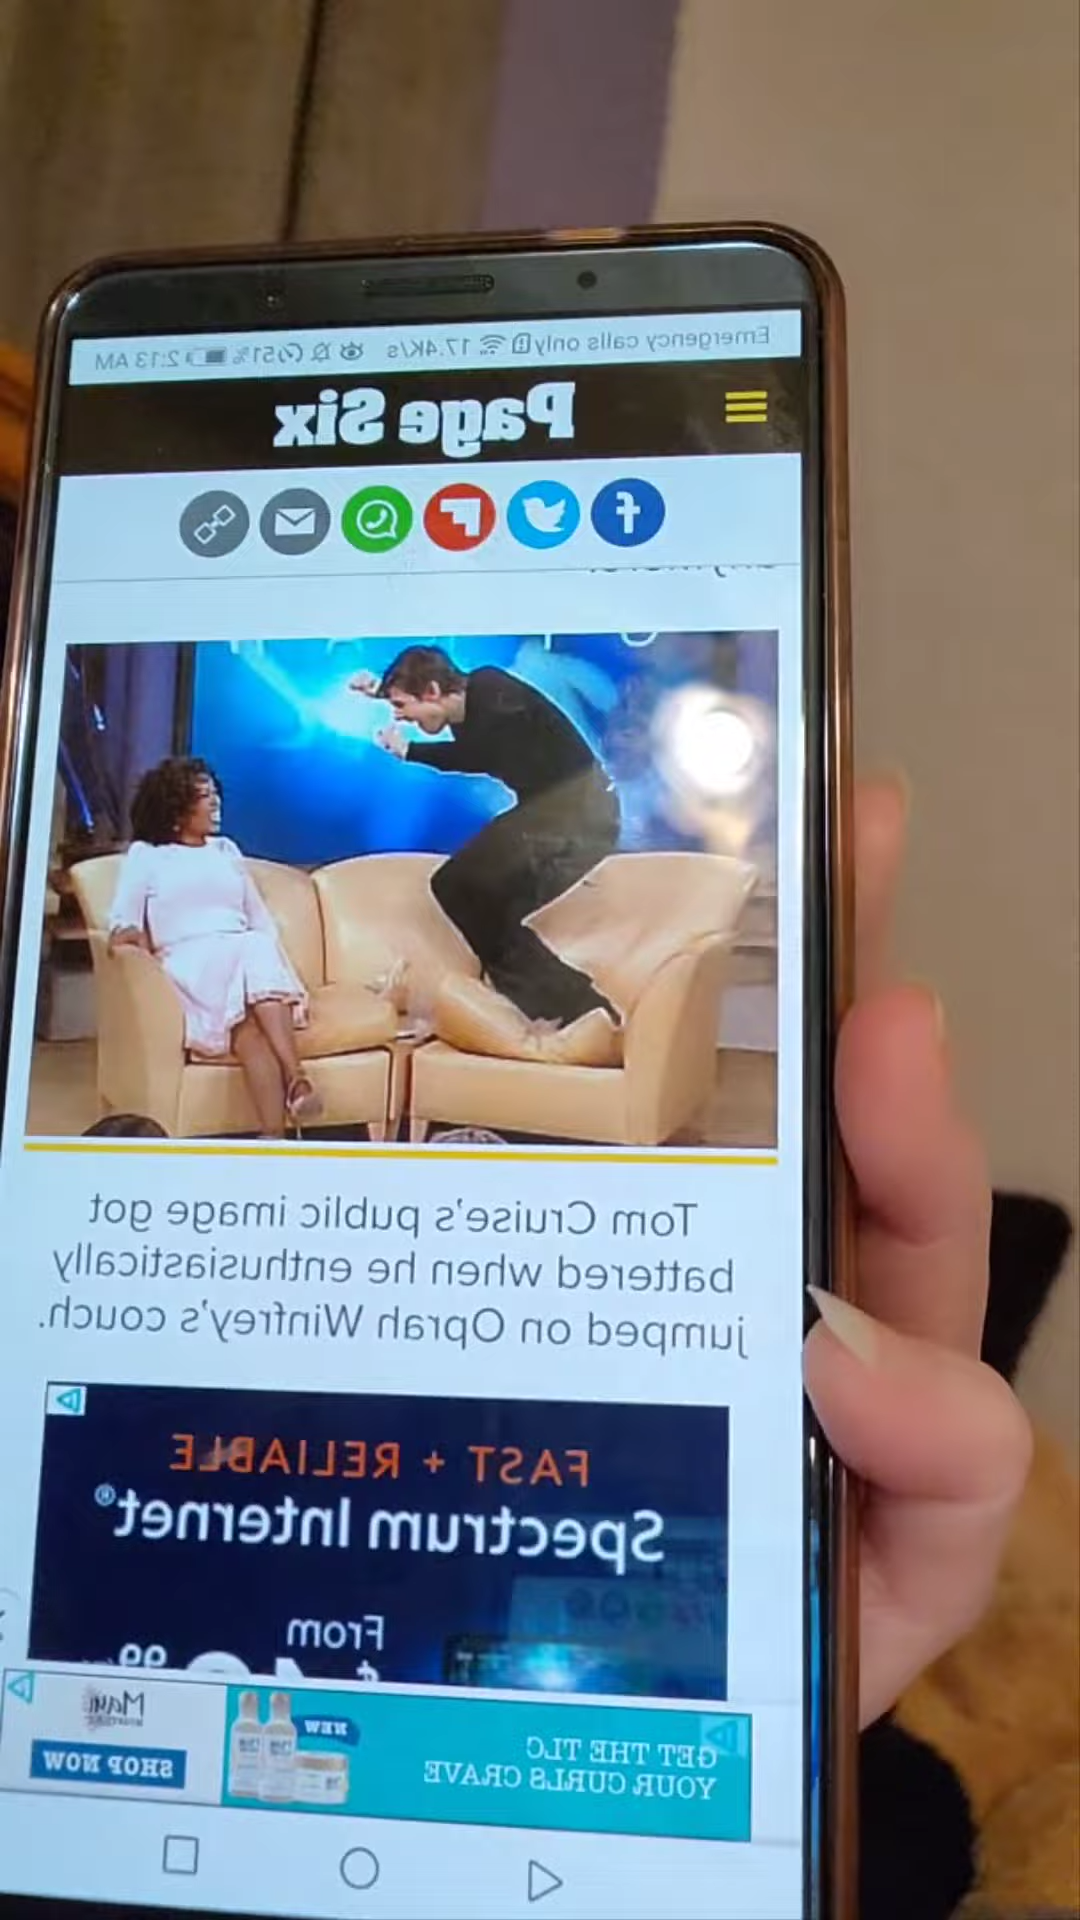 Emergency calls only 17.4K/s 51% 2:13 AM
Page Six
Tom Cruise's public image got
battered when he enthusiastically
jumped on Oprah Winfrey's couch.
FAST + RELIABLE
Spectrum Internet®
From
99
GET THE TLC
YOUR CURLS CRAVE
NEW
SHOP NOW